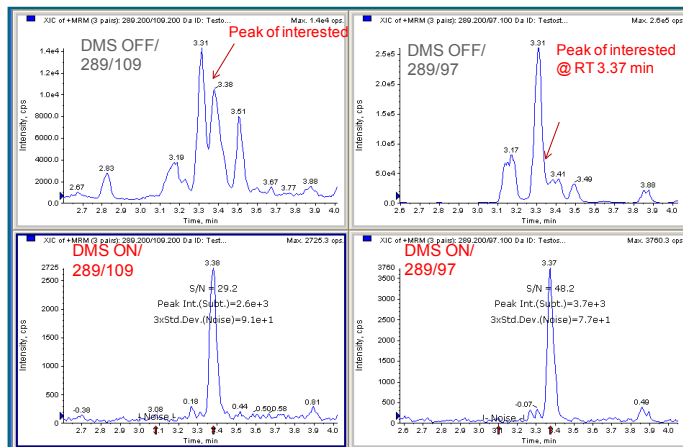 XIC of +MRM (3 pairs): 289.200/109.200 Da ID: Testost... Max. 1.4e4 cps.
DMS OFF/
289/109
Peak of interested
3.31
3.38
3.51
3.19
2.83
2.67
3.67
3.77
3.88
Intensity, cps
1.4e4
1.2e4
1.0e4
8000.0
6000.0
4000.0
2000.0
0.0
2.7 2.8 2.9 3.0 3.1 3.2 3.3 3.4 3.5 3.6 3.7 3.8 3.9 4.0
Time, min
XIC of +MRM (3 pairs): 289.200/97.100 Da ID: Testost... Max. 2.6e5 cps.
DMS OFF/
289/97
Peak of interested
@ RT 3.37 min
3.31
3.17
3.41
3.49
3.88
Intensity, cps
2.5e5
2.0e5
1.5e5
1.0e5
5.0e4
0.0
2.6 2.7 2.8 2.9 3.0 3.1 3.2 3.3 3.4 3.5 3.6 3.7 3.8 3.9 4.0
Time, min
XIC of +MRM (3 pairs): 289.200/109.200 Da ID: Test... Max. 2725.3 cps.
DMS ON/
289/109
3.38
S/N = 29.2
Peak Int.(Subt.)=2.6e+3
3xStd.Dev.(Noise)=9.1e+1
-0.38
3.08
Noise
0.18
0.44
-0.50
0.58
0.81
Intensity, cps
2725
2500
2000
1500
1000
500
0
2.7 2.8 2.9 3.0 3.1 3.2 3.3 3.4 3.5 3.6 3.7 3.8 3.9 4.0
Time, min
XIC of +MRM (3 pairs): 289.200/97.100 Da ID: Testos... Max. 3760.3 cps.
DMS ON/
289/97
3.37
S/N = 48.2
Peak Int.(Subt.)=3.7e+3
3xStd.Dev.(Noise)=7.7e+1
-0.07
Noise
0.49
Intensity, cps
3760
3500
3000
2500
2000
1500
1000
500
0
2.6 2.7 2.8 2.9 3.0 3.1 3.2 3.3 3.4 3.5 3.6 3.7 3.8 3.9 4.0
Time, min